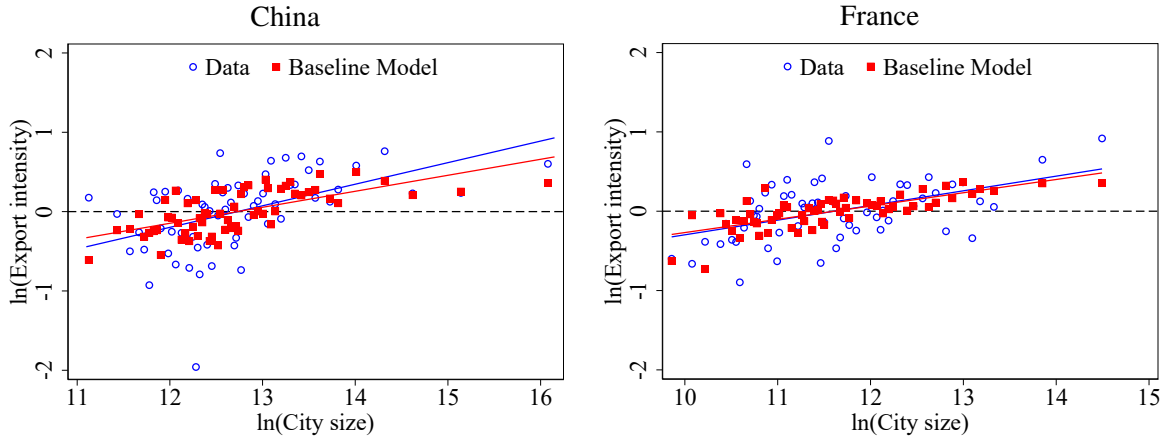 China
ln(Export intensity)
2
1
0
-1
-2
Data
Baseline Model
11 12 13 14 15 16
ln(City size)
France
ln(Export intensity)
2
1
0
-1
-2
Data
Baseline Model
10 11 12 13 14 15
ln(City size)